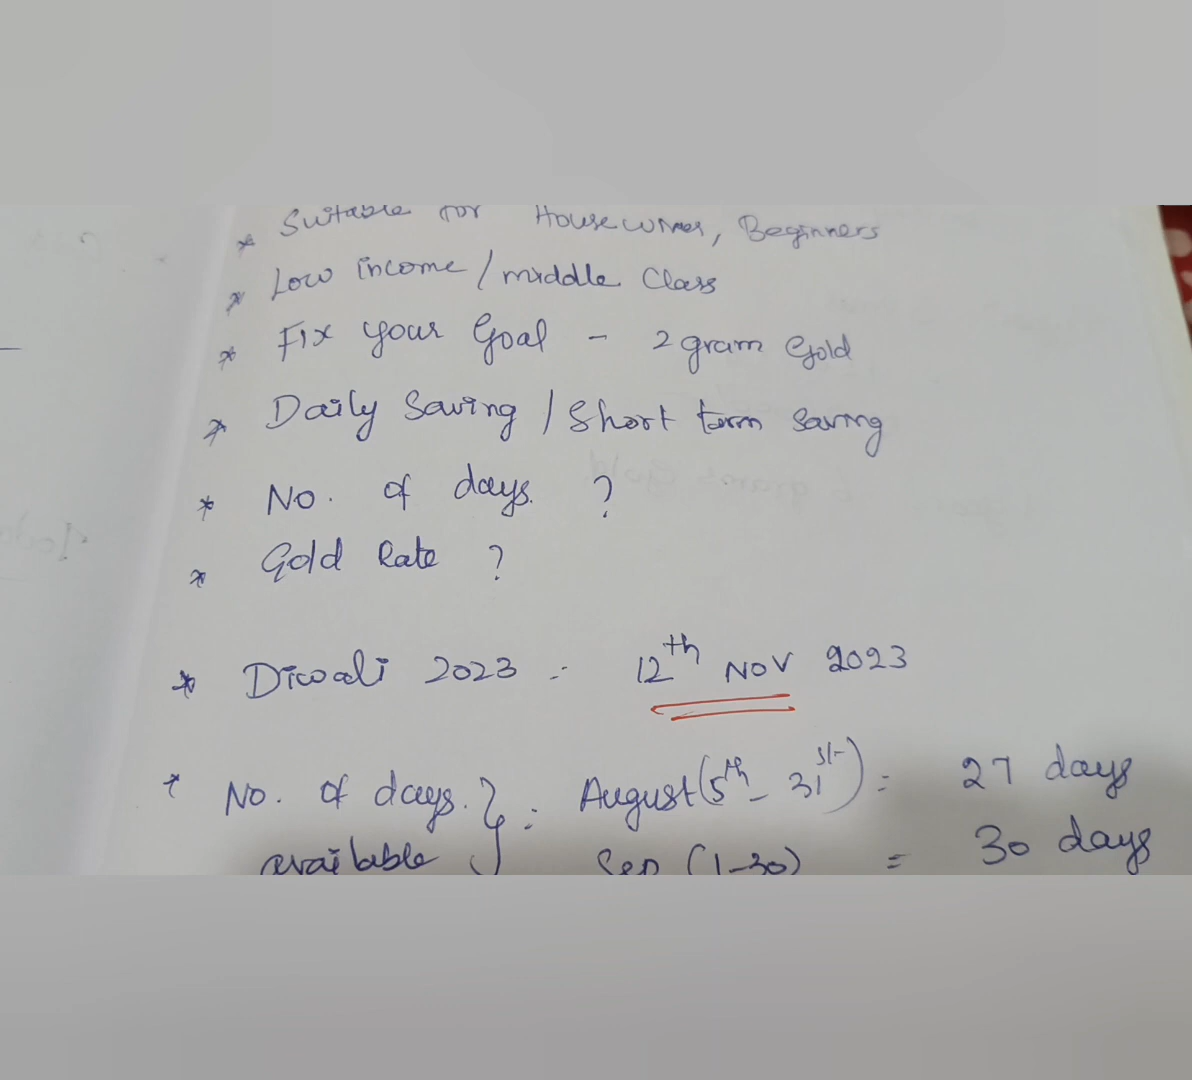 * Suitable for Housewives, Beginners
* Low income / middle Class
* Fix your Goal - 2 gram Gold
* Daily Saving / Short term Saving
* No. of days. ?
* Gold Rate ?
* Diwali 2023 :- 12th NOV 2023
* No. of days. } : August (5th - 31st) = 27 days
available Sep (1-30) = 30 days